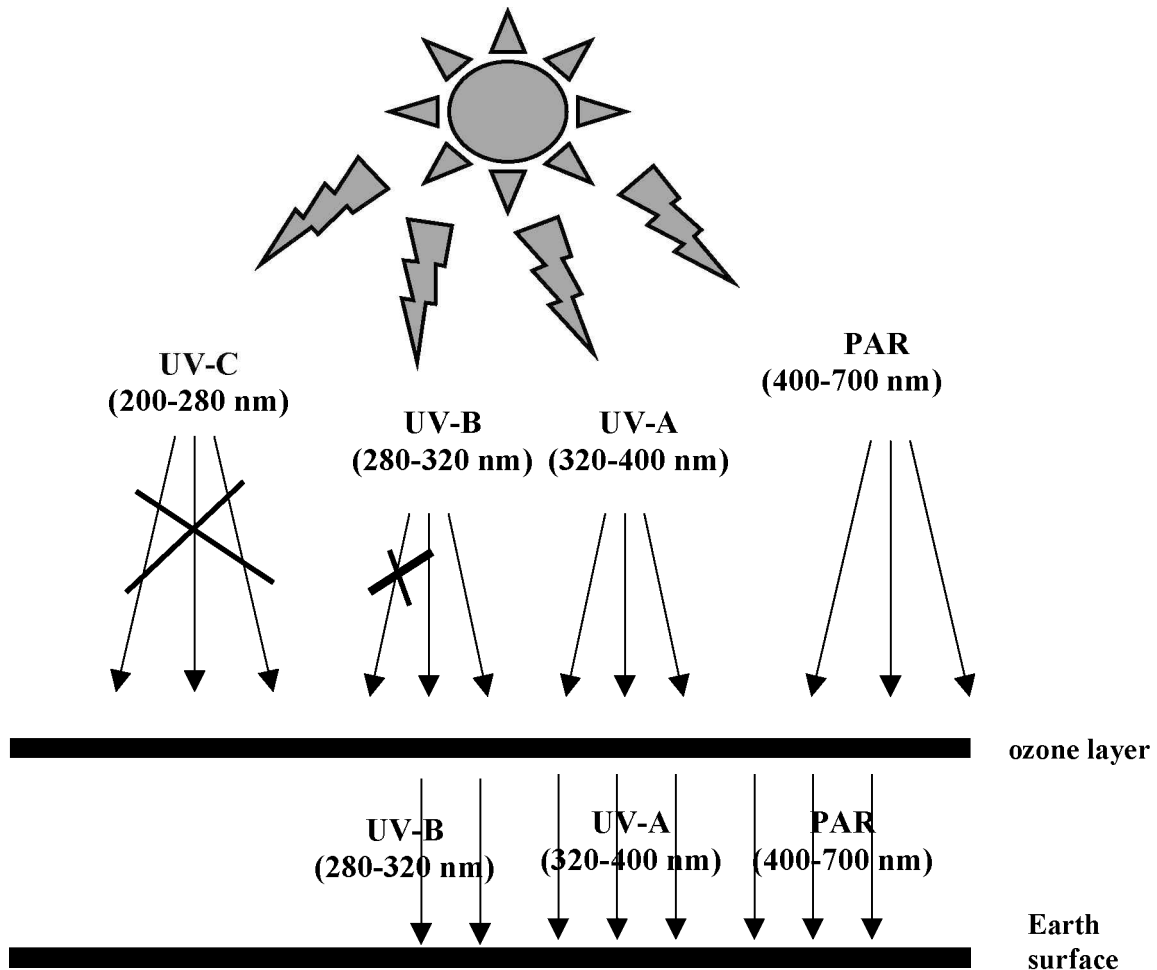 UV-C
(200-280 nm)
UV-B
(280-320 nm)
UV-A
(320-400 nm)
PAR
(400-700 nm)
ozone layer
UV-B
(280-320 nm)
UV-A
(320-400 nm)
PAR
(400-700 nm)
Earth
surface